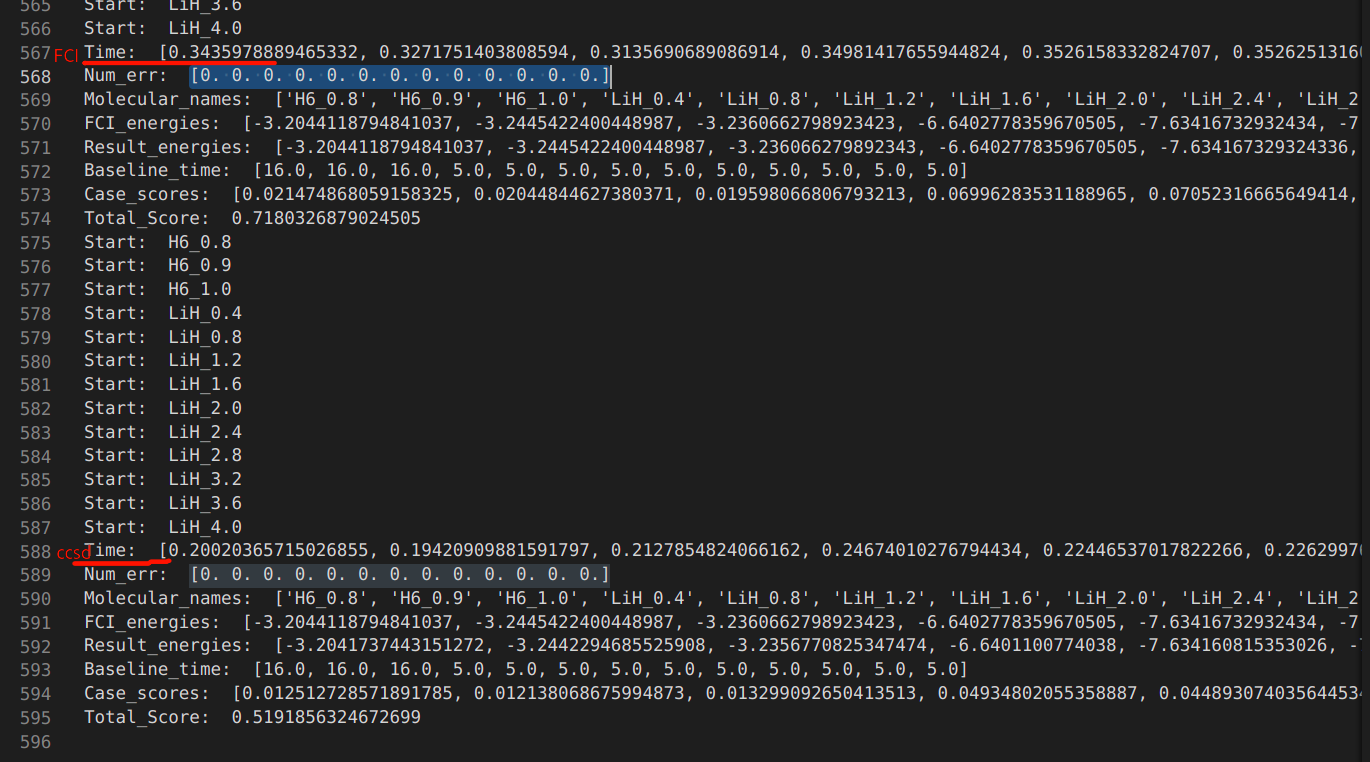 565 Start: LiH_3.6
566 Start: LiH_4.0
567 FCI Time: [0.3435978889465332, 0.3271751403808594, 0.3135690689086914, 0.34981417655944824, 0.3526158332824707, 0.3526251316
568 Num_err: [0. 0. 0. 0. 0. 0. 0. 0. 0. 0. 0. 0. 0.]
569 Molecular_names: ['H6_0.8', 'H6_0.9', 'H6_1.0', 'LiH_0.4', 'LiH_0.8', 'LiH_1.2', 'LiH_1.6', 'LiH_2.0', 'LiH_2.4', 'LiH_2
570 FCI_energies: [-3.2044118794841037, -3.2445422400448987, -3.2360662798923423, -6.6402778359670505, -7.63416732932434, -7
571 Result_energies: [-3.2044118794841037, -3.2445422400448987, -3.236066279892343, -6.6402778359670505, -7.634167329324336,
572 Baseline_time: [16.0, 16.0, 16.0, 5.0, 5.0, 5.0, 5.0, 5.0, 5.0, 5.0, 5.0, 5.0, 5.0]
573 Case_scores: [0.021474868059158325, 0.02044844627380371, 0.019598066806793213, 0.06996283531188965, 0.07052316665649414,
574 Total_Score: 0.7180326879024505
575 Start: H6_0.8
576 Start: H6_0.9
577 Start: H6_1.0
578 Start: LiH_0.4
579 Start: LiH_0.8
580 Start: LiH_1.2
581 Start: LiH_1.6
582 Start: LiH_2.0
583 Start: LiH_2.4
584 Start: LiH_2.8
585 Start: LiH_3.2
586 Start: LiH_3.6
587 Start: LiH_4.0
588 ccsd Time: [0.20020365715026855, 0.19420909881591797, 0.2127854824066162, 0.24674010276794434, 0.22446537017822266, 0.2262997
589 Num_err: [0. 0. 0. 0. 0. 0. 0. 0. 0. 0. 0. 0. 0.]
590 Molecular_names: ['H6_0.8', 'H6_0.9', 'H6_1.0', 'LiH_0.4', 'LiH_0.8', 'LiH_1.2', 'LiH_1.6', 'LiH_2.0', 'LiH_2.4', 'LiH_2
591 FCI_energies: [-3.2044118794841037, -3.2445422400448987, -3.2360662798923423, -6.6402778359670505, -7.63416732932434, -7
592 Result_energies: [-3.2041737443151272, -3.2442294685525908, -3.2356770825347474, -6.6401100774038, -7.634160815353026, -
593 Baseline_time: [16.0, 16.0, 16.0, 5.0, 5.0, 5.0, 5.0, 5.0, 5.0, 5.0, 5.0, 5.0, 5.0]
594 Case_scores: [0.012512728571891785, 0.012138068675994873, 0.013299092650413513, 0.04934802055358887, 0.0448930740356445
595 Total_Score: 0.5191856324672699
596